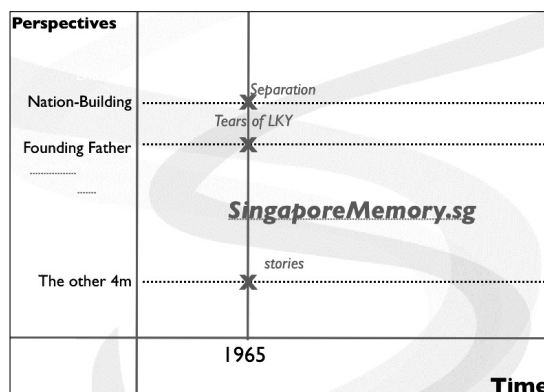 Perspectives
Separation
Nation-Building
Tears of LKY
Founding Father
SingaporeMemory.sg
stories
The other 4m
1965
Time